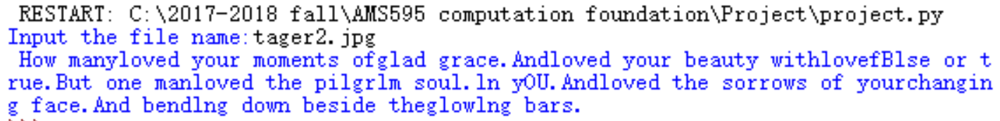 RESTART: C:\2017-2018 fall\AMS595 computation foundation\Project\project.py
Input the file name:tager2.jpg
How manyloved your moments ofglad grace.Andloved your beauty withlovefBlse or t
rue.But one manloved the pilgrlm soul.ln yOU.Andloved the sorrows of yourchangin
g face.And bendlng down beside theglowlng bars.